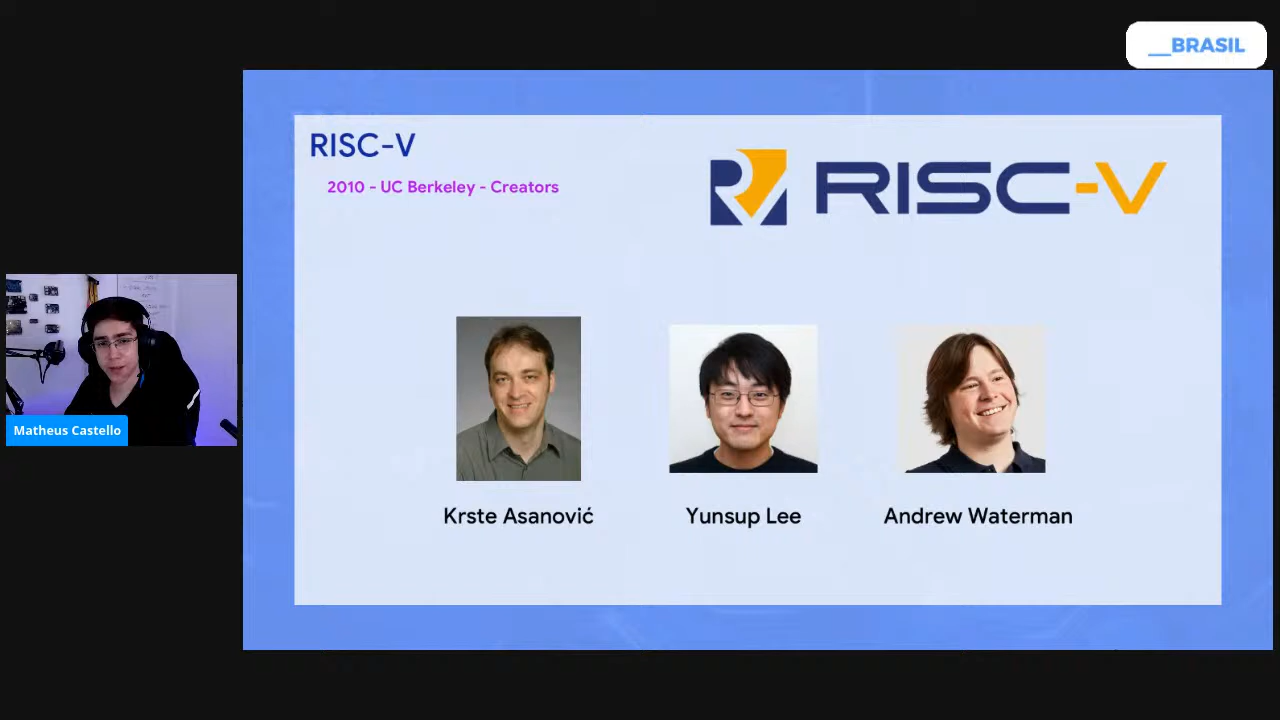 __BRASIL
RISC-V
2010 - UC Berkeley - Creators
RISC-V
Matheus Castello
Krste Asanović
Yunsup Lee
Andrew Waterman